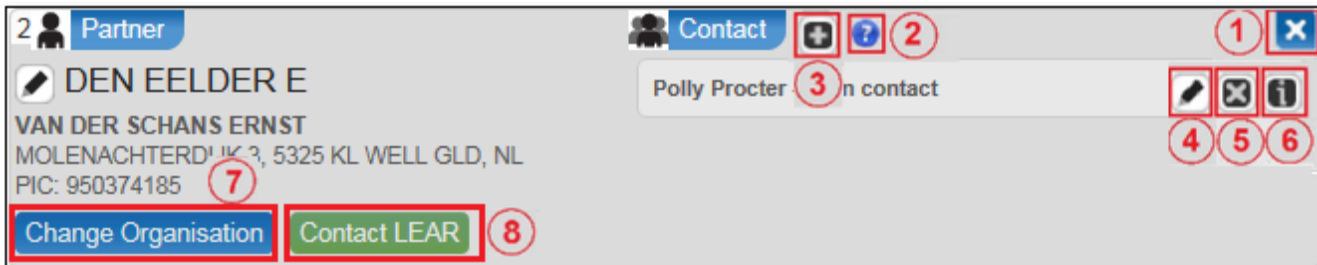 2 Partner
Contact
? 2
1
DEN EELDER E
Polly Procter 3 n contact
VAN DER SCHANS ERNST
4 5 6
MOLENACHTERDIJK 3, 5325 KL WELL GLD, NL
PIC: 950374185 7
Change Organisation Contact LEAR 8